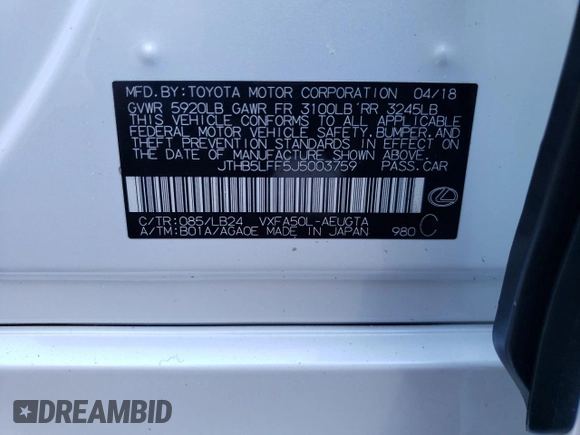 MFD. BY: TOYOTA MOTOR CORPORATION 04/18
GVWR 5920LB GAWR FR 3100LB RR 3245LB
THIS VEHICLE CONFORMS TO ALL APPLICABLE
FEDERAL MOTOR VEHICLE SAFETY, BUMPER, AND
THEFT PREVENTION STANDARDS IN EFFECT ON
THE DATE OF MANUFACTURE SHOWN ABOVE.
JTHB5LFF5J5003759 PASS. CAR
C/TR: 085/LB24 VXFA50L-AEUGTA
A/TM: B01A/AGA0E MADE IN JAPAN 980 C
DREAMBID